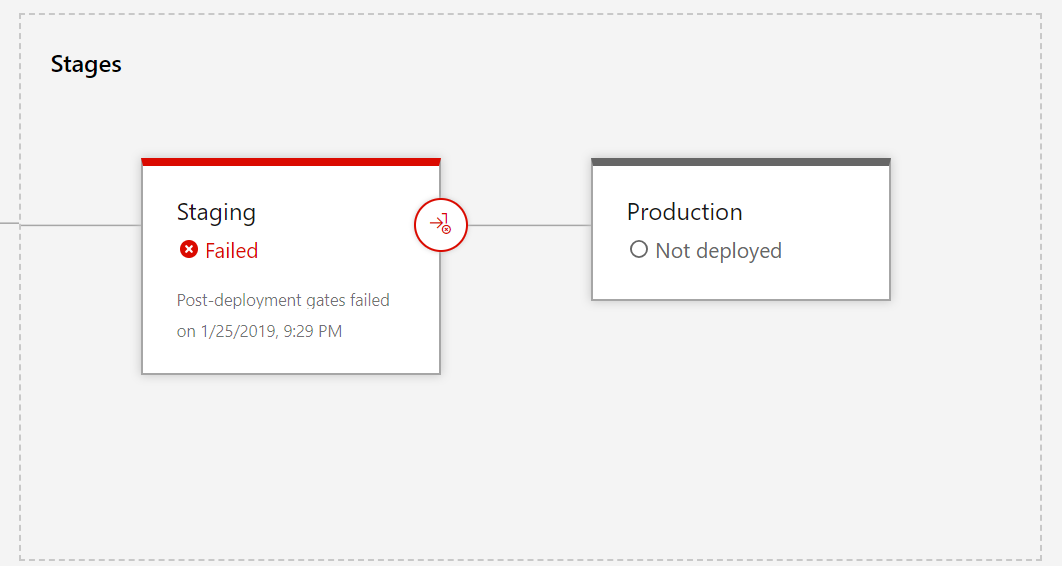 Stages
Staging
Failed
Post-deployment gates failed
on 1/25/2019, 9:29 PM
Production
Not deployed